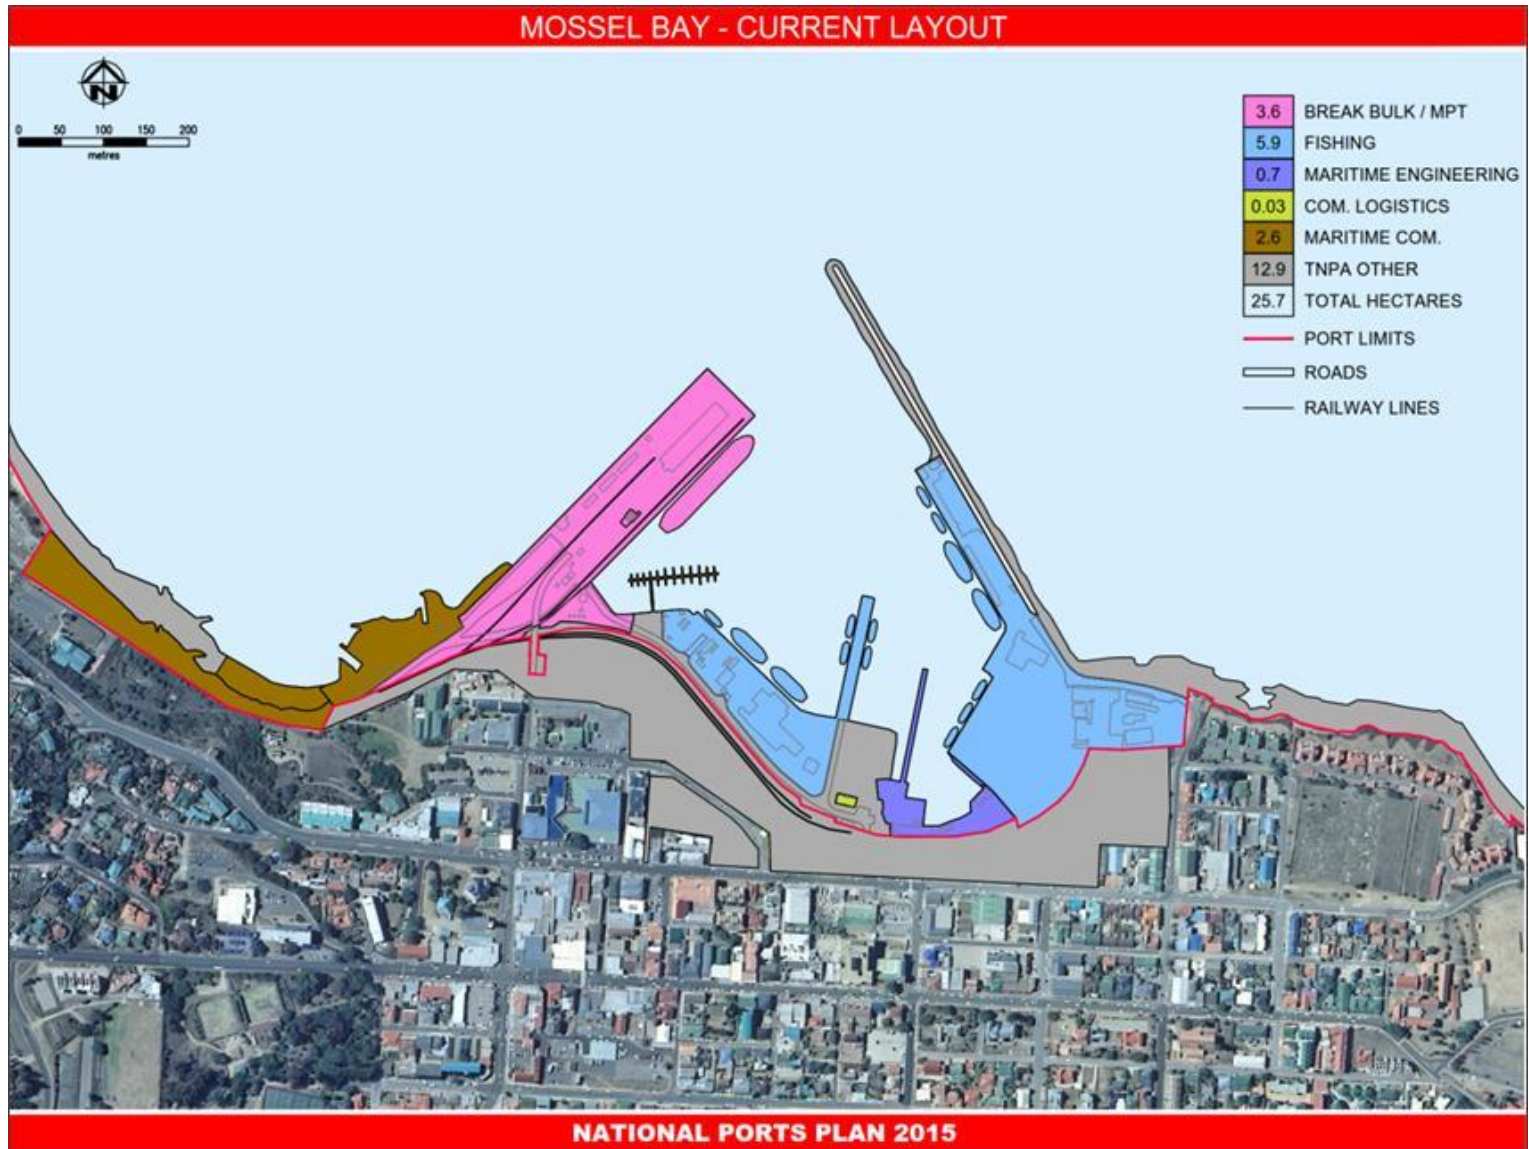 MOSSEL BAY - CURRENT LAYOUT
N
0 50 100 150 200
metres
3.6 BREAK BULK / MPT
5.9 FISHING
0.7 MARITIME ENGINEERING
0.03 COM. LOGISTICS
2.6 MARITIME COM.
12.9 TNPA OTHER
25.7 TOTAL HECTARES
PORT LIMITS
ROADS
RAILWAY LINES
NATIONAL PORTS PLAN 2015